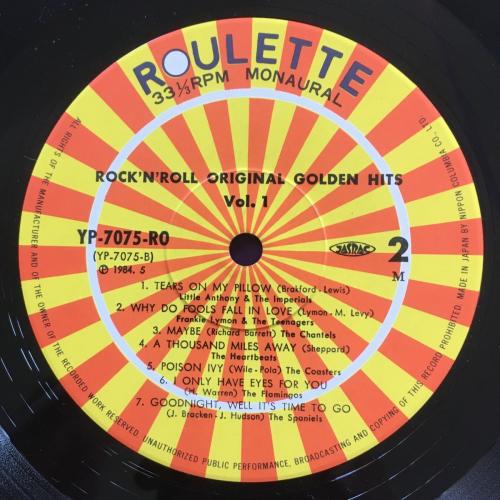 ROULETTE
33 1/3 RPM MONAURAL
ROCK'N'ROLL ORIGINAL GOLDEN HITS
Vol. 1
YP-7075-RO
(YP-7075-B)
Ⓟ 1984. 5
JASRAC
2
M
1. TEARS ON MY PILLOW (Brakford-Lewis)
Little Anthony & The Imperials
2. WHY DO FOOLS FALL IN LOVE (Lymon-M. Levy)
Frankie Lymon & The Teenagers
3. MAYBE (Richard Barrett) The Chantels
4. A THOUSAND MILES AWAY (Sheppard)
The Heartbeats
5. POISON IVY (Wile-Pola) The Coasters
6. I ONLY HAVE EYES FOR YOU
(H. Warren) The Flamingos
7. GOODNIGHT, WELL IT'S TIME TO GO
(J. Bracken-J. Hudson) The Spaniels
ALL RIGHTS OF THE MANUFACTURER AND OF THE OWNER OF THE RECORDED WORK RESERVED. UNAUTHORIZED PUBLIC PERFORMANCE, BROADCASTING AND COPYING OF THIS RECORD PROHIBITED. MADE IN JAPAN BY NIPPON COLUMBIA CO., LTD.